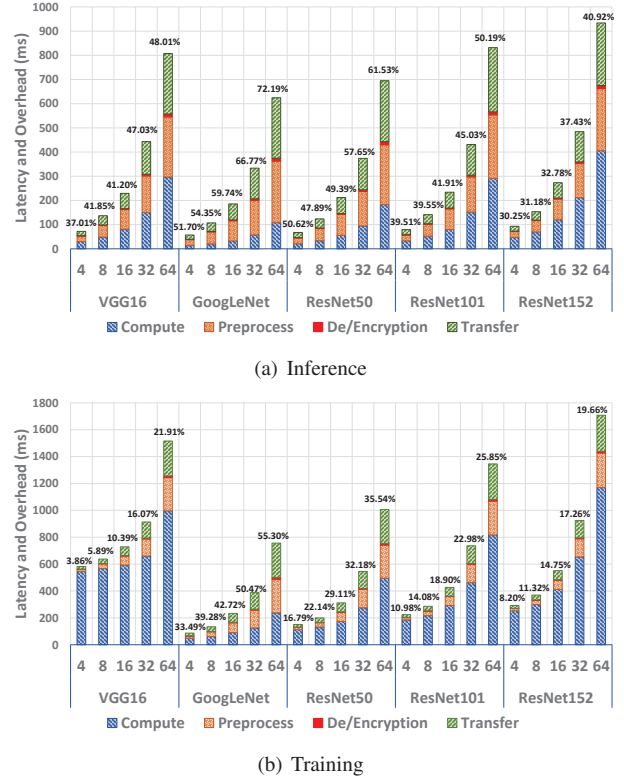 1000
900
800
700
600
500
400
300
200
100
0
Latency and Overhead (ms)
37.01% 41.85% 41.20% 47.03% 48.01% 51.70% 54.35% 59.74% 66.77% 72.19% 50.62% 47.89% 49.39% 57.65% 61.53% 39.51% 39.55% 41.91% 45.03% 50.19% 30.25% 31.18% 32.78% 37.43% 40.92%
4 8 16 32 64 4 8 16 32 64 4 8 16 32 64 4 8 16 32 64 4 8 16 32 64
VGG16 GoogLeNet ResNet50 ResNet101 ResNet152
Compute Preprocess De/Encryption Transfer
(a) Inference
1800
1600
1400
1200
1000
800
600
400
200
0
Latency and Overhead (ms)
3.86% 5.89% 10.39% 16.07% 21.91% 33.49% 39.28% 42.72% 50.47% 55.30% 16.79% 22.14% 29.11% 32.18% 35.54% 10.98% 14.08% 18.90% 22.98% 25.85% 8.20% 11.32% 14.75% 17.26% 19.66%
4 8 16 32 64 4 8 16 32 64 4 8 16 32 64 4 8 16 32 64 4 8 16 32 64
VGG16 GoogLeNet ResNet50 ResNet101 ResNet152
Compute Preprocess De/Encryption Transfer
(b) Training